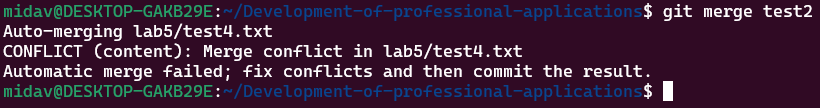 midav@DESKTOP-GAKB29E:~/Development-of-professional-applications$ git merge test2
Auto-merging lab5/test4.txt
CONFLICT (content): Merge conflict in lab5/test4.txt
Automatic merge failed; fix conflicts and then commit the result.
midav@DESKTOP-GAKB29E:~/Development-of-professional-applications$